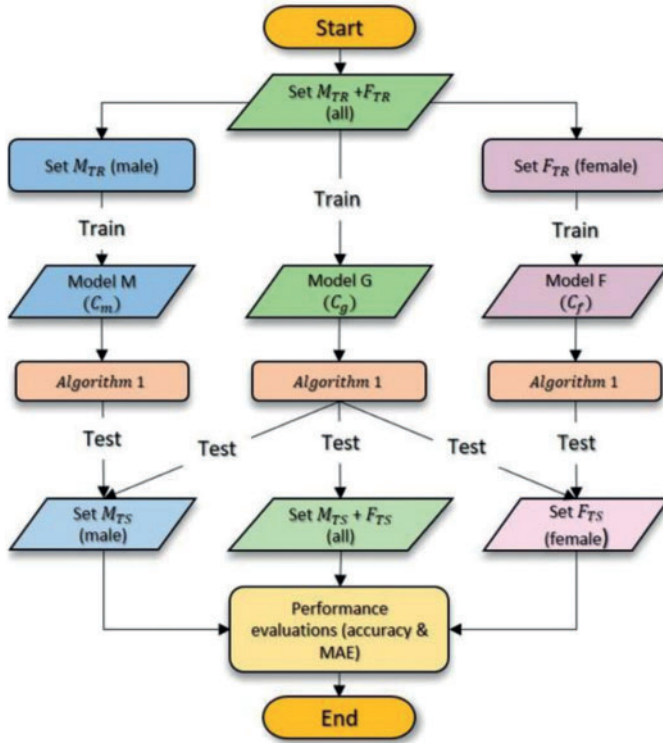 Start
Set M_TR + F_TR
(all)
Set M_TR (male)
Set F_TR (female)
Train
Train
Train
Model M
(C_m)
Model G
(C_g)
Model F
(C_f)
Algorithm 1
Algorithm 1
Algorithm 1
Test
Test
Test
Test
Test
Set M_TS
(male)
Set M_TS + F_TS
(all)
Set F_TS
(female)
Performance
evaluations (accuracy &
MAE)
End